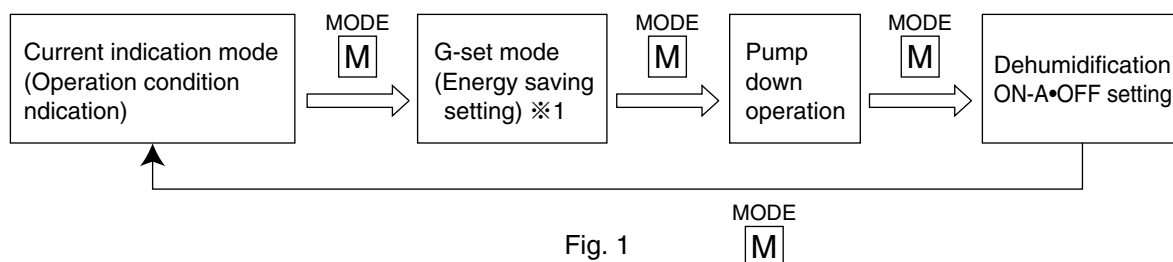 MODE
M
MODE
M
MODE
M
Current indication mode
(Operation condition
ndication)
G-set mode
(Energy saving
setting) ※1
Pump
down
operation
Dehumidification
ON-A•OFF setting
MODE
M
Fig. 1